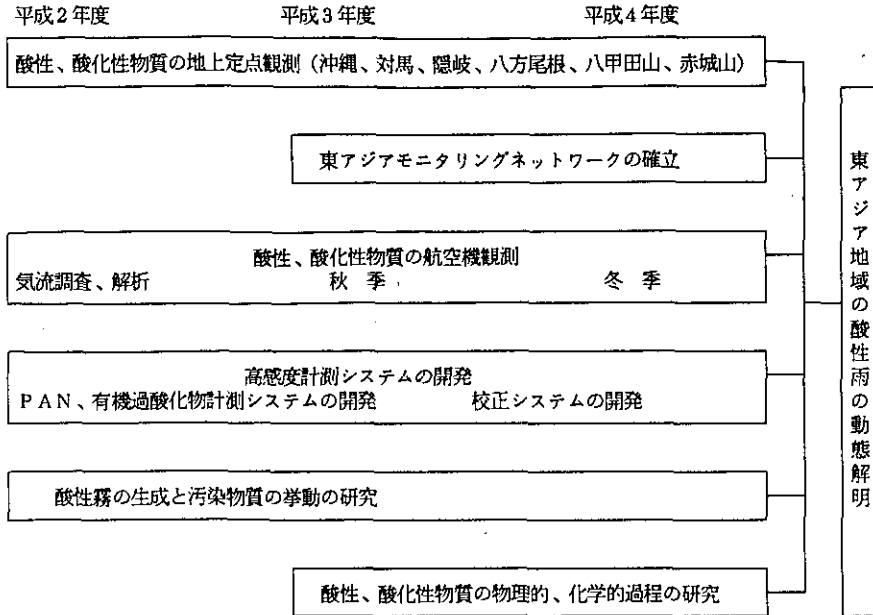 平成2年度 平成3年度 平成4年度
酸性、酸化性物質の地上定点観測（沖縄、対馬、隠岐、八方尾根、八甲田山、赤城山）
東アジアモニタリングネットワークの確立
酸性、酸化性物質の航空機観測
気流調査、解析 秋季 冬季
高感度計測システムの開発
PAN、有機過酸化物計測システムの開発 校正システムの開発
酸性霧の生成と汚染物質の挙動の研究
酸性、酸化性物質の物理的、化学的過程の研究
東アジア地域の酸性雨の動態解明